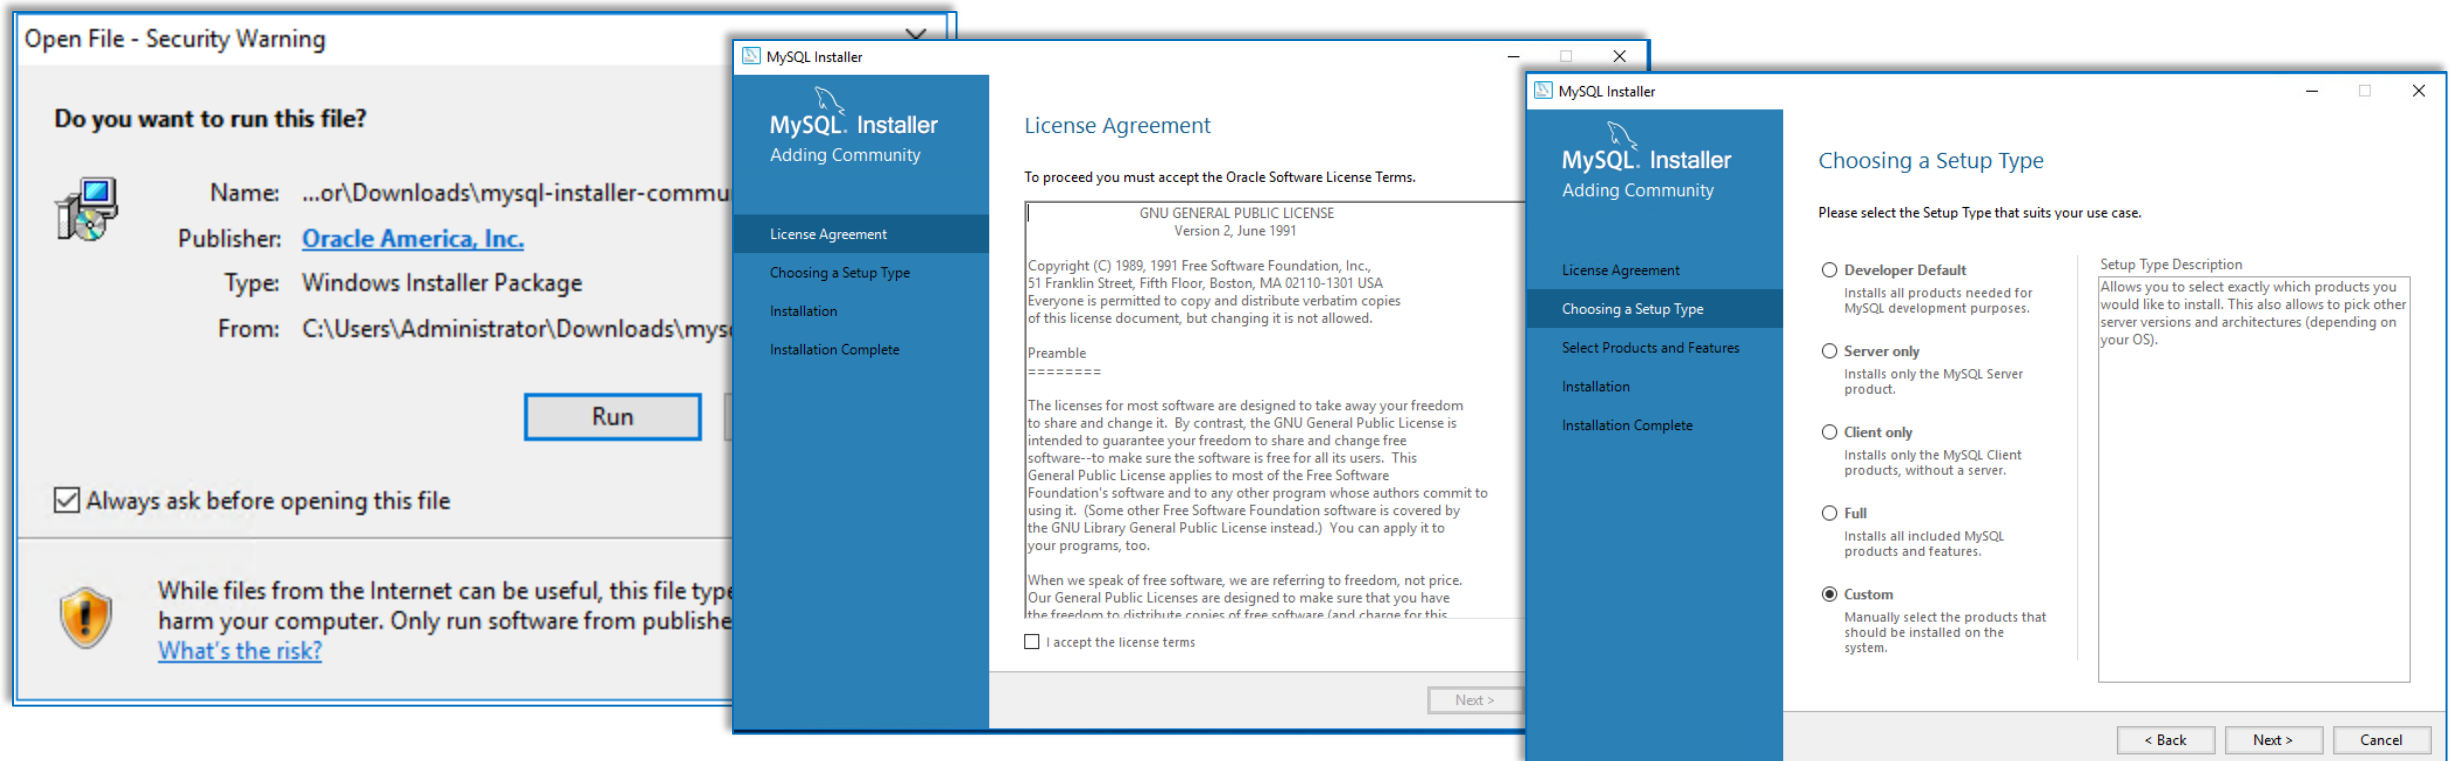 Open File - Security Warning
Do you want to run this file?
Name: ...or\Downloads\mysql-installer-commu
Publisher: Oracle America, Inc.
Type: Windows Installer Package
From: C:\Users\Administrator\Downloads\mys
Run
Always ask before opening this file
While files from the Internet can be useful, this file type
harm your computer. Only run software from publishe
What's the risk?
MySQL Installer
MySQL. Installer
Adding Community
License Agreement
Choosing a Setup Type
Installation
Installation Complete
License Agreement
To proceed you must accept the Oracle Software License Terms.
GNU GENERAL PUBLIC LICENSE
Version 2, June 1991
Copyright (C) 1989, 1991 Free Software Foundation, Inc.,
51 Franklin Street, Fifth Floor, Boston, MA 02110-1301 USA
Everyone is permitted to copy and distribute verbatim copies
of this license document, but changing it is not allowed.
Preamble
========
The licenses for most software are designed to take away your freedom
to share and change it.  By contrast, the GNU General Public License is
intended to guarantee your freedom to share and change free
software--to make sure the software is free for all its users.  This
General Public License applies to most of the Free Software
Foundation's software and to any other program whose authors commit to
using it.  (Some other Free Software Foundation software is covered by
the GNU Library General Public License instead.)  You can apply it to
your programs, too.
When we speak of free software, we are referring to freedom, not price.
Our General Public Licenses are designed to make sure that you have
the freedom to distribute copies of free software (and charge for this
I accept the license terms
Next >
MySQL Installer
MySQL. Installer
Adding Community
License Agreement
Choosing a Setup Type
Select Products and Features
Installation
Installation Complete
Choosing a Setup Type
Please select the Setup Type that suits your use case.
Developer Default
Installs all products needed for
MySQL development purposes.
Server only
Installs only the MySQL Server
product.
Client only
Installs only the MySQL Client
products, without a server.
Full
Installs all included MySQL
products and features.
Custom
Manually select the products that
should be installed on the
system.
Setup Type Description
Allows you to select exactly which products you
would like to install. This also allows to pick other
server versions and architectures (depending on
your OS).
< Back
Next >
Cancel